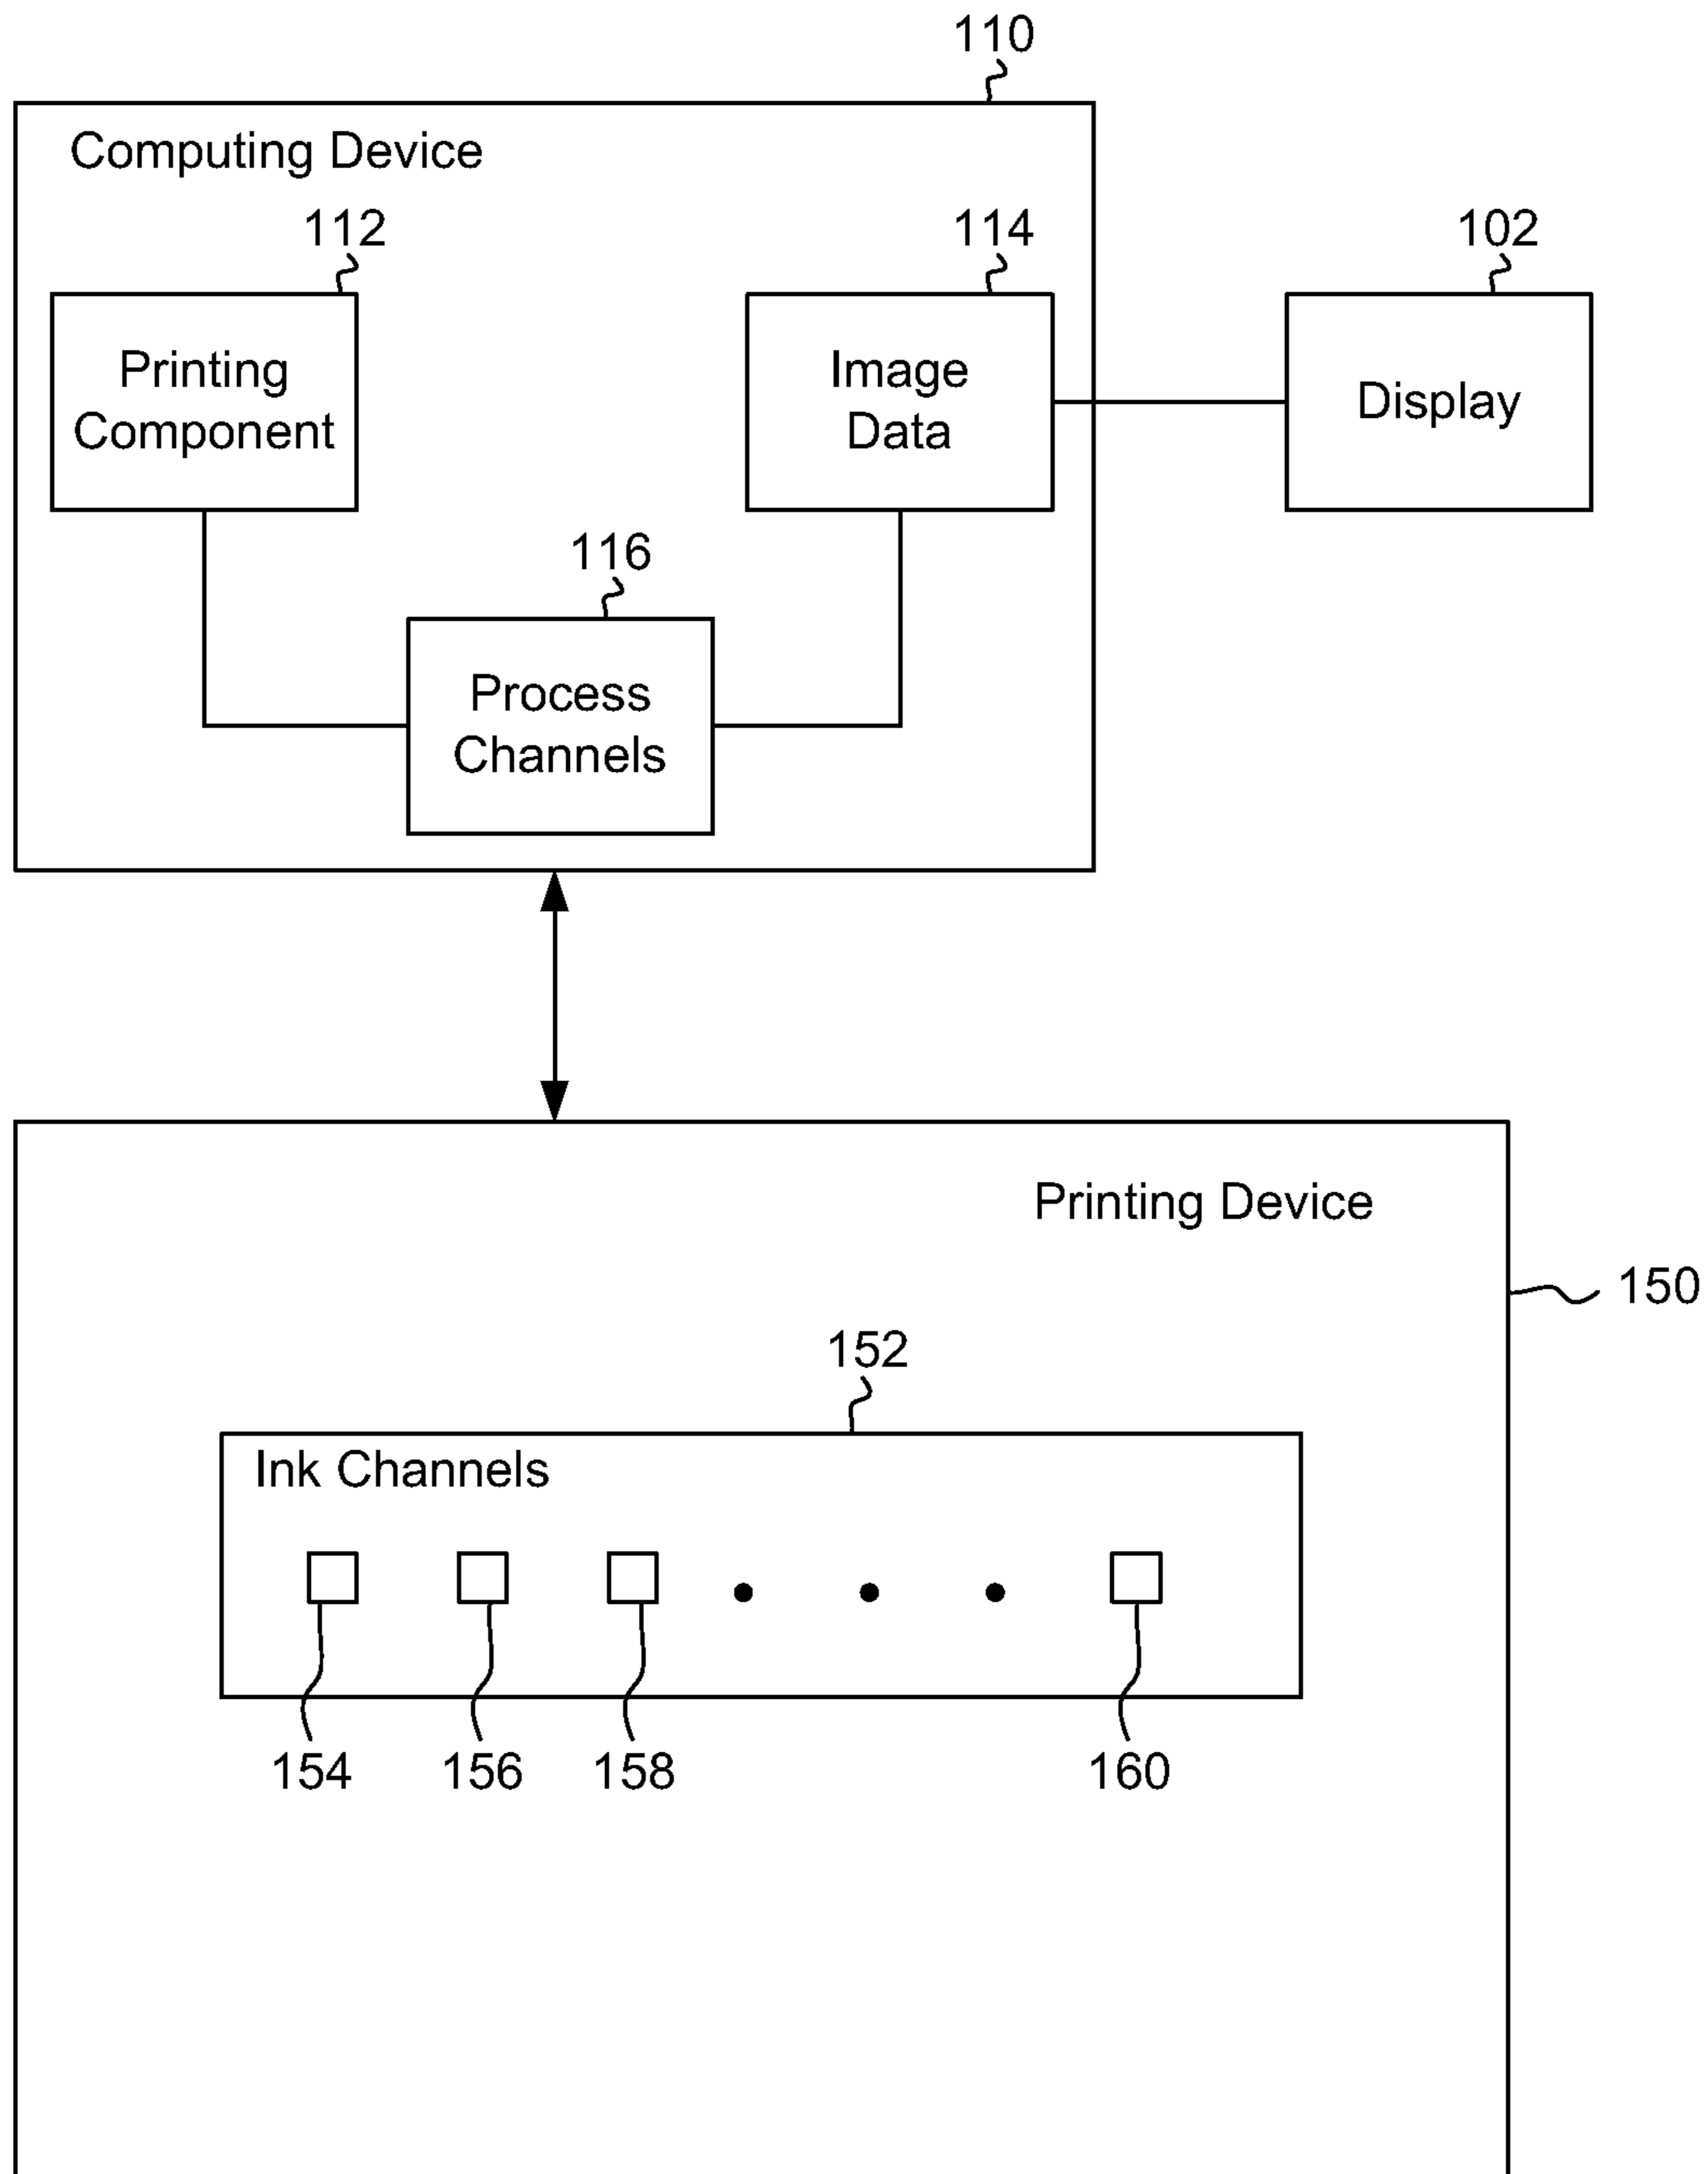 110
Computing Device
112
114
102
Printing
Component
Image
Data
Display
116
Process
Channels
Printing Device
150
152
Ink Channels
154
156
158
160